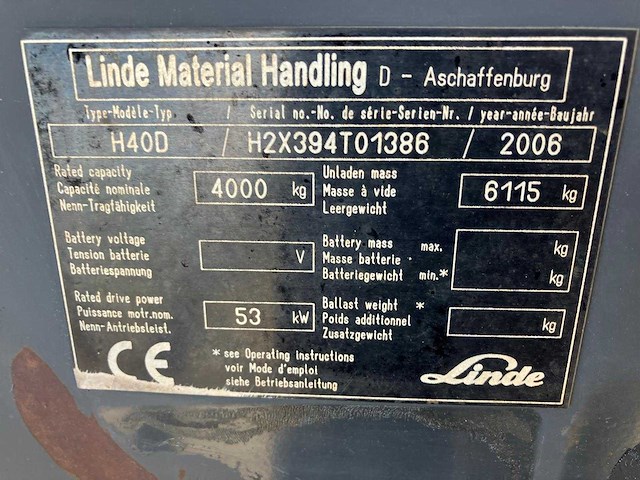 Linde Material Handling D - Aschaffenburg
Type-Modèle-Typ / Serial no.-No. de série-Serien-Nr. / year-année-Baujahr
H40D / H2X394T01386 / 2006
Rated capacity
Capacité nominale
Nenn-Tragfähigkeit
4000 kg
Unladen mass
Masse à vide
Leergewicht
6115 kg
Battery voltage
Tension batterie
Batteriespannung
V
Battery mass max.
Masse batterie
Batteriegewicht min.*
kg
kg
Rated drive power
Puissance motr.nom.
Nenn-Antriebsleist.
53 kW
Ballast weight *
Poids additionnel
Zusatzgewicht
kg
CE
* see Operating instructions
voir Mode d'emploi
siehe Betriebsanleitung
Linde